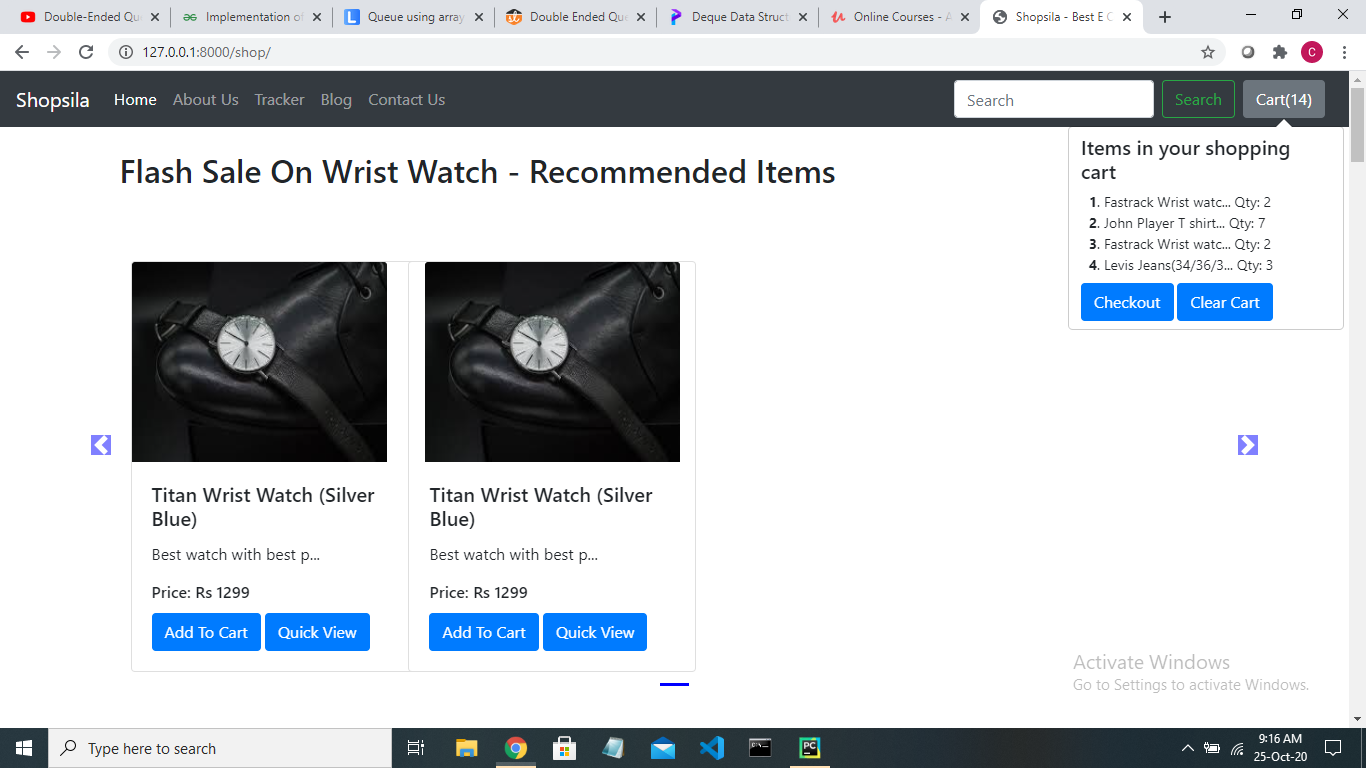 Double-Ended Qu
Implementation of
Queue using array
Double Ended Que
Deque Data Struct
Online Courses - A
Shopsila - Best E C
127.0.0.1:8000/shop/
C
Shopsila
Home
About Us
Tracker
Blog
Contact Us
Search
Search
Cart(14)
Flash Sale On Wrist Watch - Recommended Items
Items in your shopping
cart
1. Fastrack Wrist watc... Qty: 2
2. John Player T shirt... Qty: 7
3. Fastrack Wrist watc... Qty: 2
4. Levis Jeans(34/36/3... Qty: 3
Checkout
Clear Cart
Titan Wrist Watch (Silver
Blue)
Best watch with best p...
Price: Rs 1299
Add To Cart
Quick View
Titan Wrist Watch (Silver
Blue)
Best watch with best p...
Price: Rs 1299
Add To Cart
Quick View
Activate Windows
Go to Settings to activate Windows.
Type here to search
9:16 AM
25-Oct-20